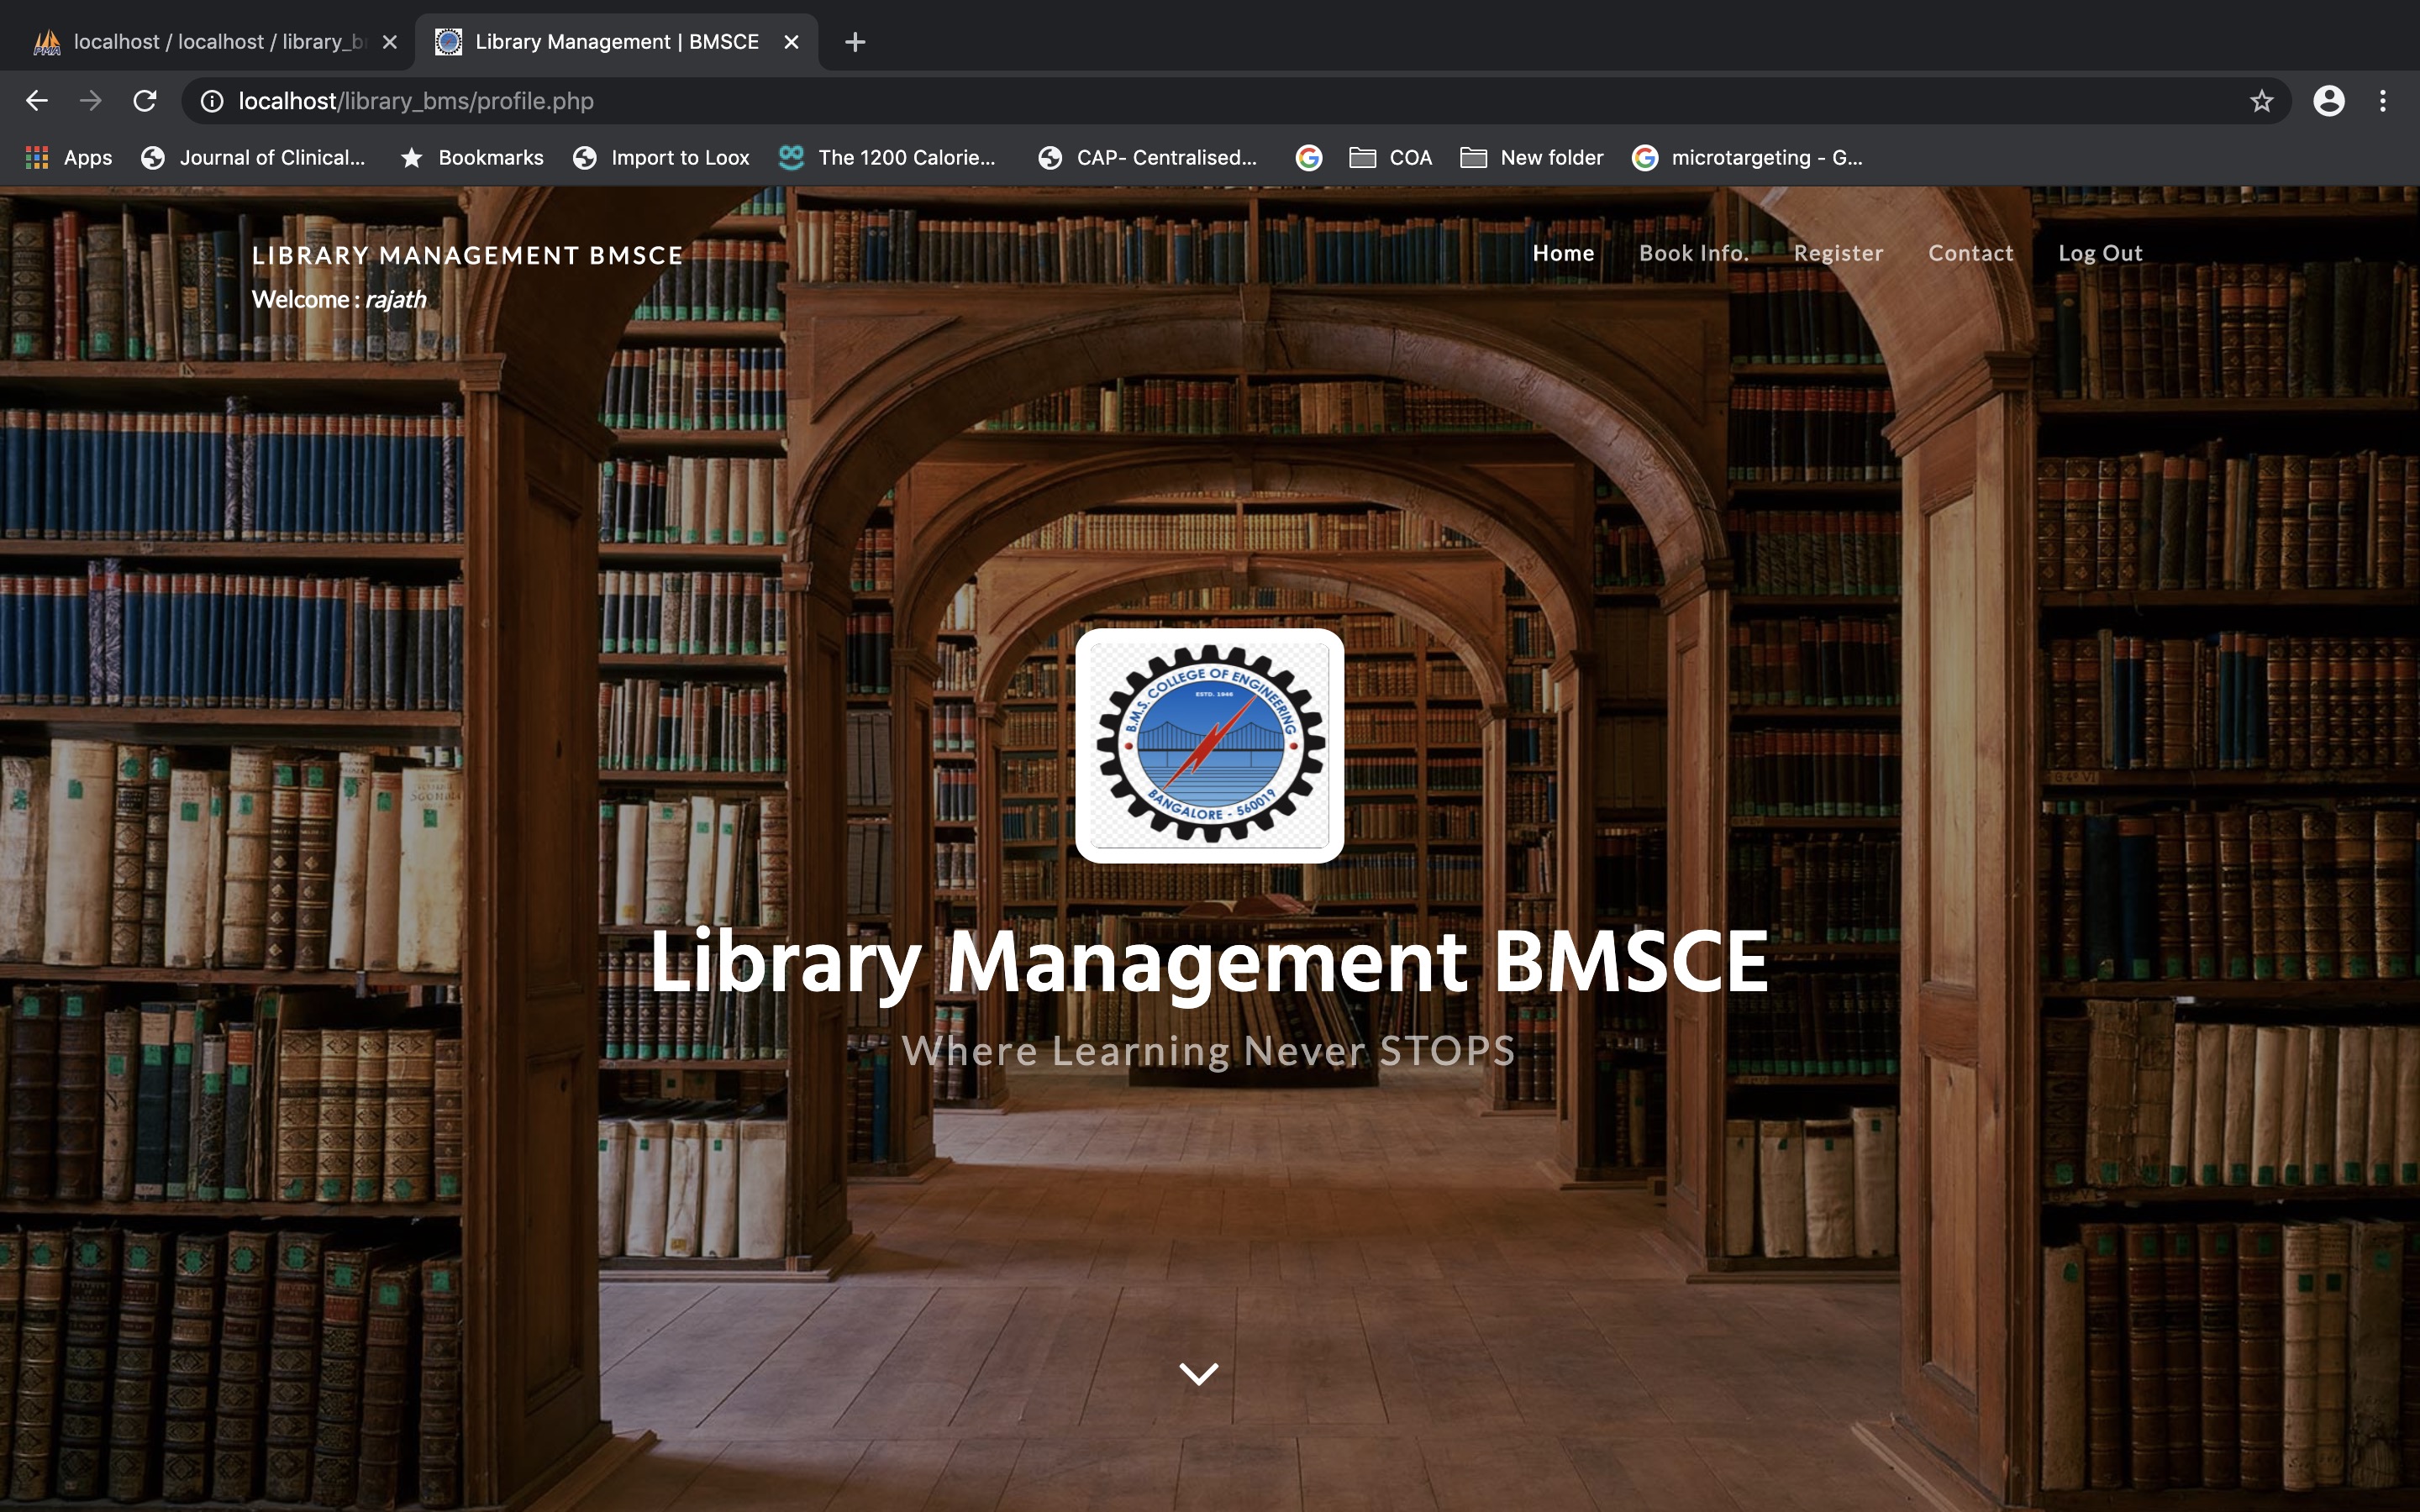 localhost / localhost / library_b
Library Management | BMSCE
localhost/library_bms/profile.php
Apps
Journal of Clinical...
Bookmarks
Import to Loox
The 1200 Calorie...
CAP- Centralised...
COA
New folder
microtargeting - G...
LIBRARY MANAGEMENT BMSCE
Home
Book Info.
Register
Contact
Log Out
Welcome : rajath
B.M.S. COLLEGE OF ENGINEERING
ESTD. 1946
BANGALORE - 560019
Library Management BMSCE
Where Learning Never STOPS